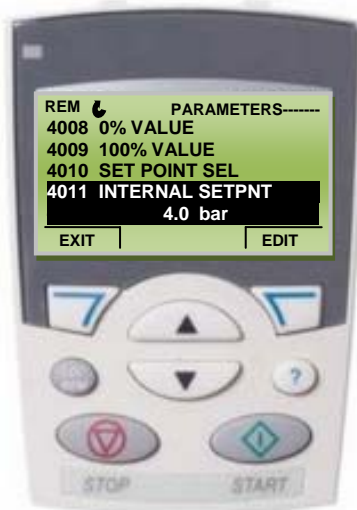 REM PARAMETERS-------
4008 0% VALUE
4009 100% VALUE
4010 SET POINT SEL
4011 INTERNAL SETPNT
4.0 bar
EXIT EDIT
?
STOP START